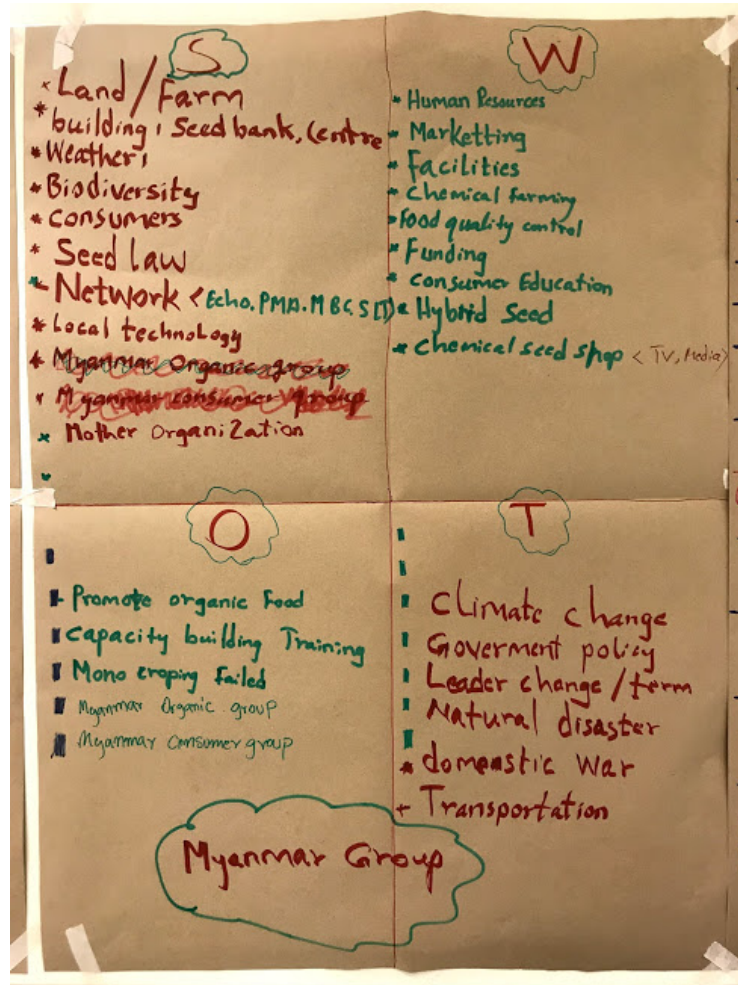 S
Land / Farm
building, Seed bank, Centre
Weather,
Biodiversity
consumers
Seed law
Network < Echo. PMA. MBC. S
Local technology
Myanmar Organic group
Myanmar consumer group
Mother Organization
W
Human Resources
Marketting
Facilities
Chemical farming
Food quality control
Funding
consumer Education
Hybrid Seed
Chemical seed shop < TV, Media>
O
Promote organic Food
capacity building Training
Mono croping failed
Myanmar Organic group
Myanmar Consumer group
T
Climate change
Goverment policy
Leader change / term
Natural disaster
domenstic War
Transportation
Myanmar Group